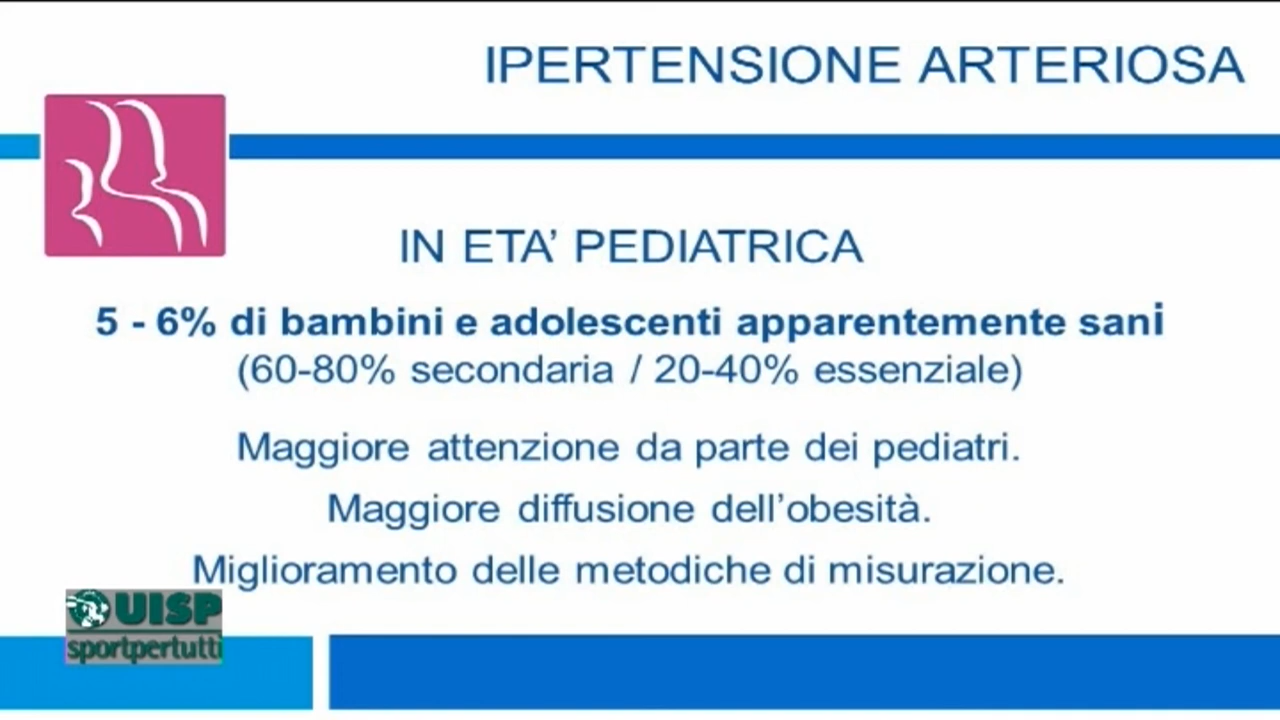 IPERTENSIONE ARTERIOSA
IN ETA’ PEDIATRICA
5 - 6% di bambini e adolescenti apparentemente sani
(60-80% secondaria / 20-40% essenziale)
Maggiore attenzione da parte dei pediatri.
Maggiore diffusione dell’obesità.
Miglioramento delle metodiche di misurazione.
UISP
sportpertutti